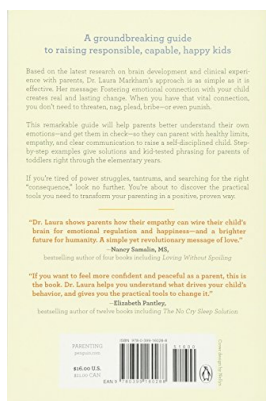 A groundbreaking guide
to raising responsible, capable, happy kids
Based on the latest research on brain development and clinical experi-
ence with parents, Dr. Laura Markham's approach is as simple as it is
effective. Her message: Fostering emotional connection with your child
creates real and lasting change. When you have that vital connection,
you don't need to threaten, nag, plead, bribe—or even punish.
This remarkable guide will help parents better understand their own
emotions—and get them in check—so they can parent with healthy limits,
empathy, and clear communication to raise a self-disciplined child. Step-
by-step examples give solutions and kid-tested phrasing for parents of
toddlers right through the elementary years.
If you're tired of power struggles, tantrums, and searching for the right
"consequence," look no further. You're about to discover the practical
tools you need to transform your parenting in a positive, proven way.
"Dr. Laura shows parents how their empathy can wire their child's
brain for emotional regulation and happiness—and a brighter
future for humanity. A simple yet revolutionary message of love."
—Nancy Samalin, MS,
bestselling author of four books including Loving Without Spoiling
"If you want to feel more confident and peaceful as a parent, this is
the book. Dr. Laura helps you understand what drives your child's
behavior, and gives you the practical tools to change it."
—Elizabeth Pantley,
bestselling author of twelve books including The No Cry Sleep Solution
PARENTING
penguin.com
$16.00 U.S.
EAN